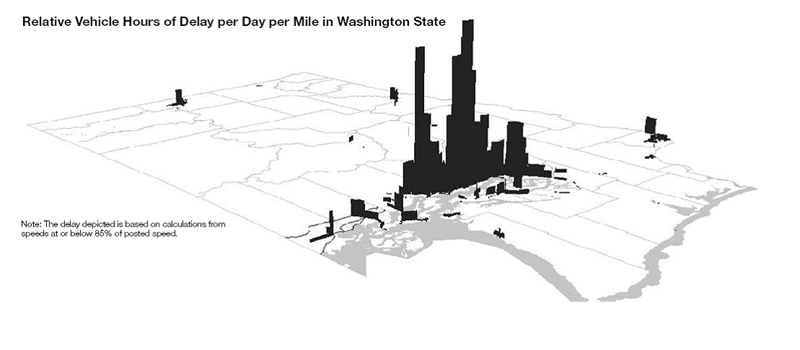 Relative Vehicle Hours of Delay per Day per Mile in Washington State
Note: The delay depicted is based on calculations from
speeds at or below 85% of posted speed.